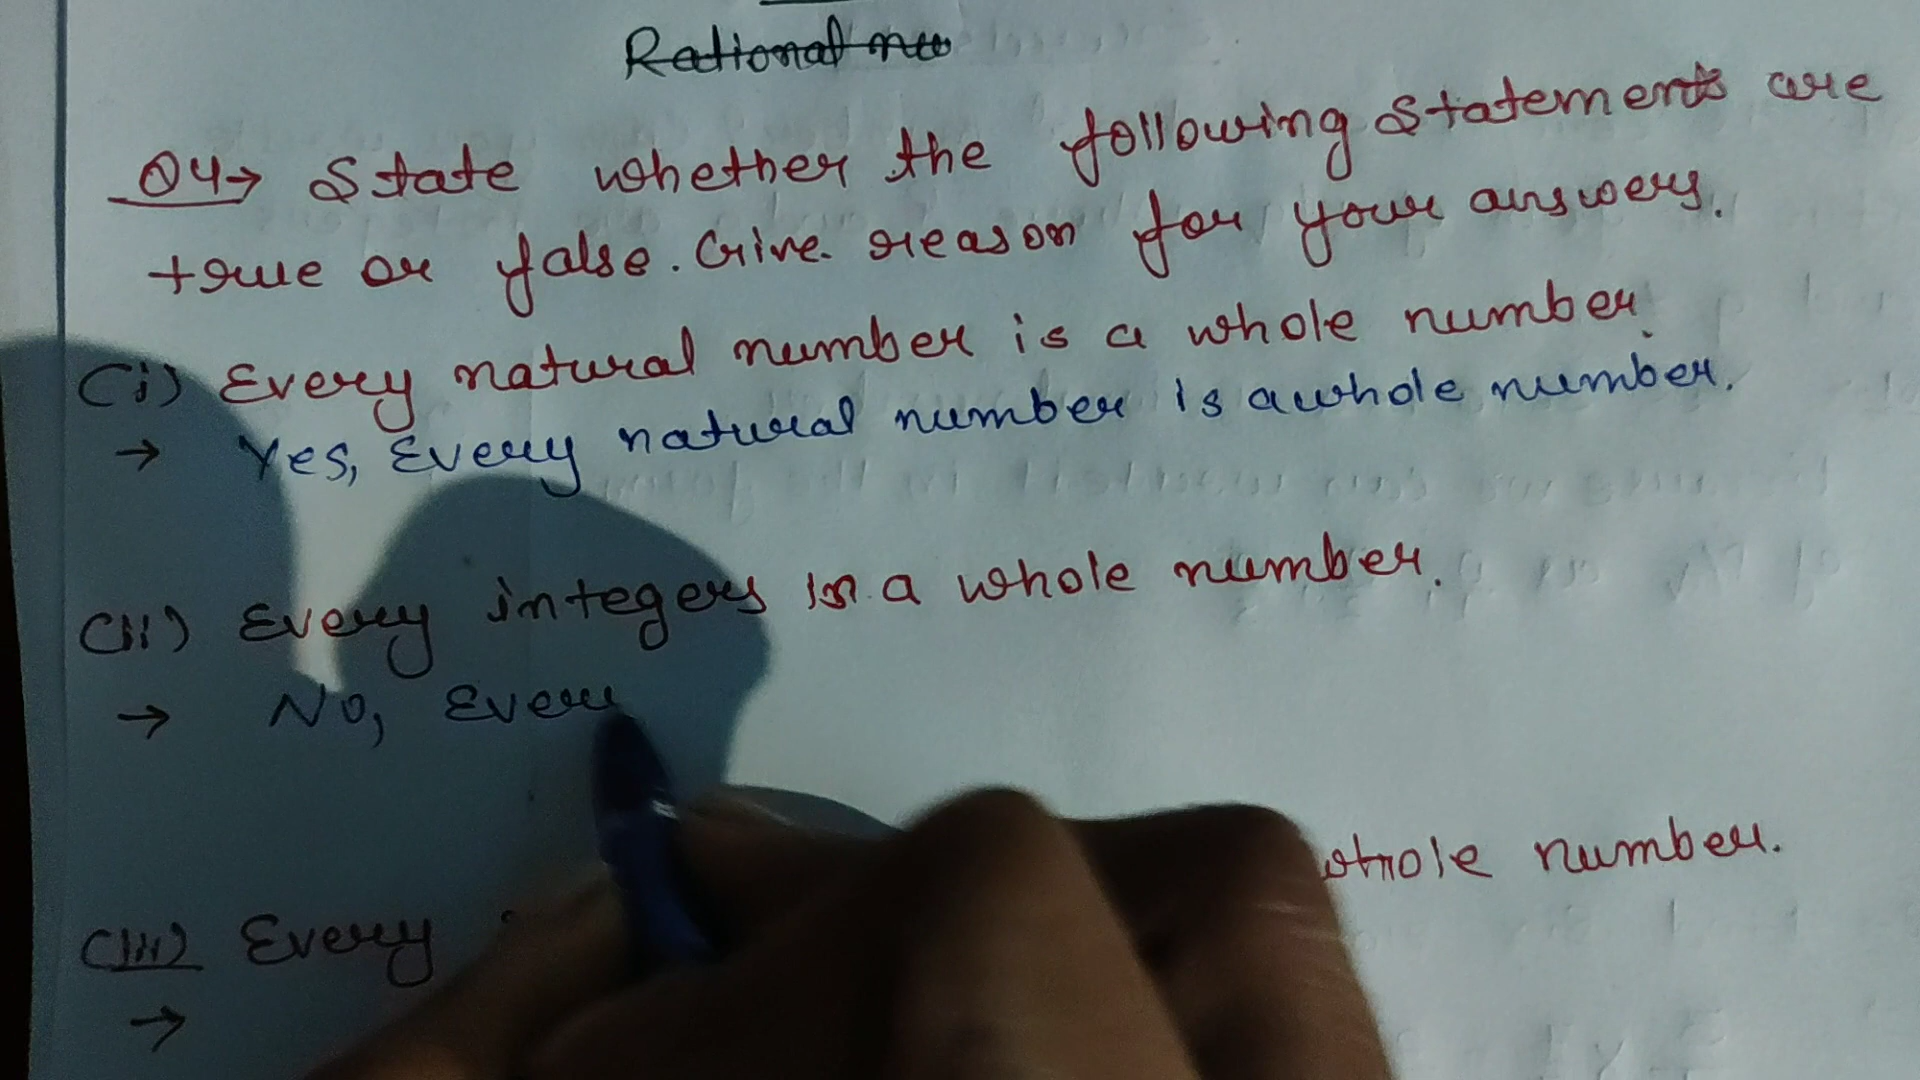 Rational nu
Q4→ State whether the following statements are
true or false. Give reason for your answers.
(i) Every natural number is a whole number.
→ Yes, Every natural number is a whole number.
(ii) Every integers is a whole number.
→ No, Every
(iii) Every whole number.
→